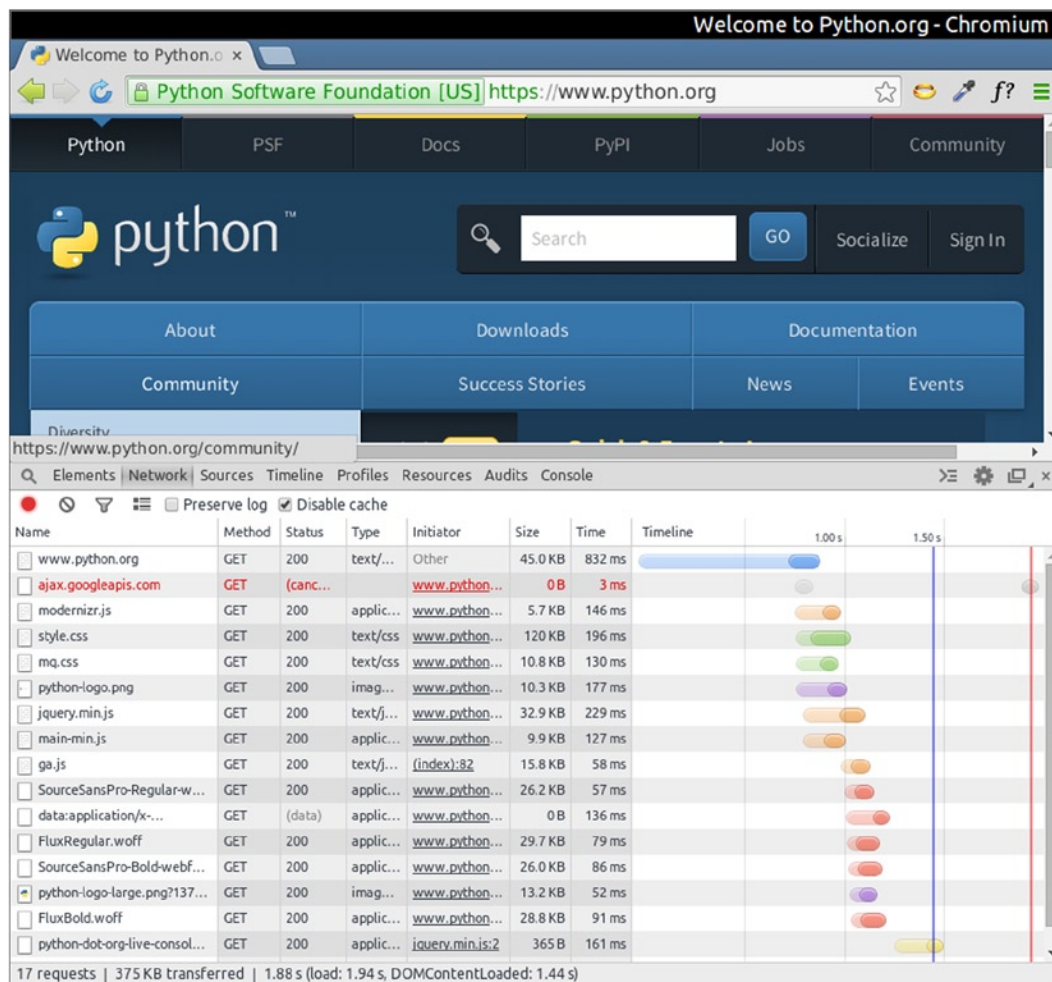 Welcome to Python.org - Chromium
Welcome to Python.o ×
Python Software Foundation [US] https://www.python.org f?
Python PSF Docs PyPI Jobs Community
python™ Search GO Socialize Sign In
About Downloads Documentation
Community Success Stories News Events
Diversity
https://www.python.org/community/
Elements Network Sources Timeline Profiles Resources Audits Console
Preserve log Disable cache
Name Method Status Type Initiator Size Time Timeline 1.00 s 1.50 s
www.python.org GET 200 text/... Other 45.0 KB 832 ms
ajax.googleapis.com GET (canc... www.python... 0 B 3 ms
modernizr.js GET 200 applic... www.python... 5.7 KB 146 ms
style.css GET 200 text/css www.python... 120 KB 196 ms
mq.css GET 200 text/css www.python... 10.8 KB 130 ms
python-logo.png GET 200 imag... www.python... 10.3 KB 177 ms
jquery.min.js GET 200 text/j... www.python... 32.9 KB 229 ms
main-min.js GET 200 applic... www.python... 9.9 KB 127 ms
ga.js GET 200 text/j... (index):82 15.8 KB 58 ms
SourceSansPro-Regular-w... GET 200 applic... www.python... 26.2 KB 57 ms
data:application/x-... GET (data) applic... www.python... 0 B 136 ms
FluxRegular.woff GET 200 applic... www.python... 29.7 KB 79 ms
SourceSansPro-Bold-webf... GET 200 applic... www.python... 26.0 KB 86 ms
python-logo-large.png?137... GET 200 imag... www.python... 13.2 KB 52 ms
FluxBold.woff GET 200 applic... www.python... 28.8 KB 91 ms
python-dot-org-live-consol... GET 200 applic... jquery.min.js:2 365 B 161 ms
17 requests | 375 KB transferred | 1.88 s (load: 1.94 s, DOMContentLoaded: 1.44 s)